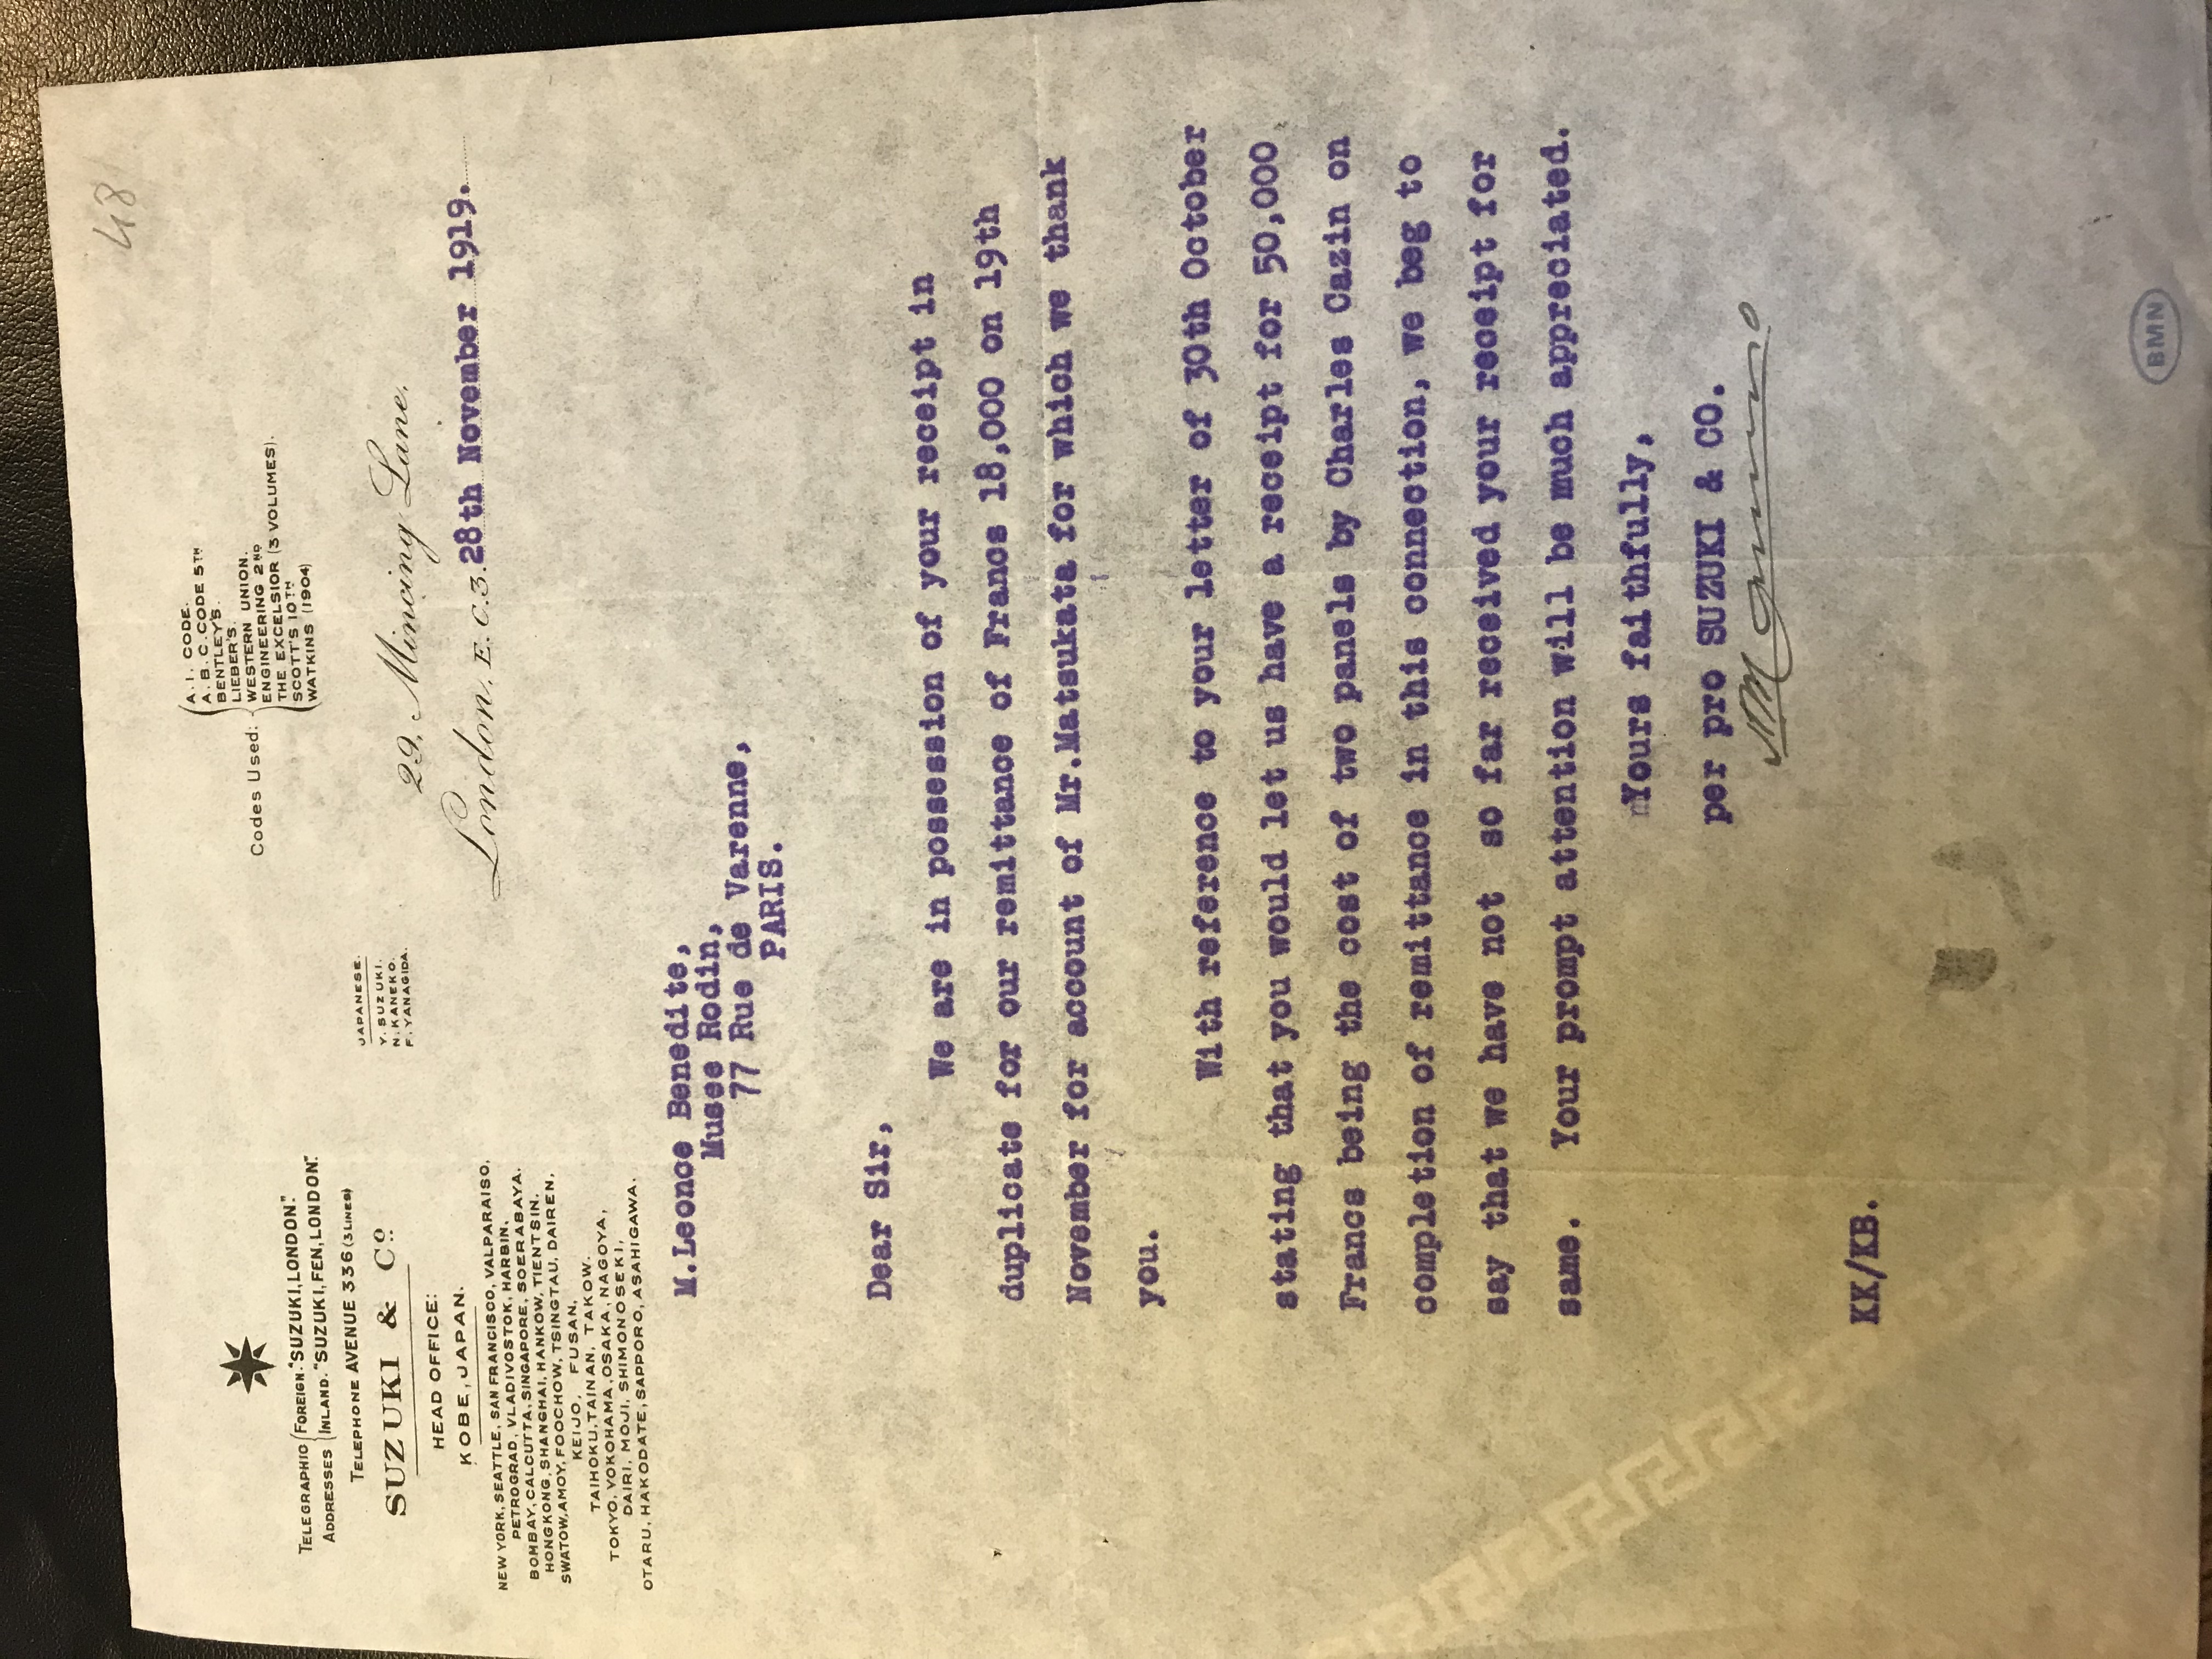 48
TELEGRAPHIC ADDRESSES { FOREIGN. "SUZUKI, LONDON".
INLAND. "SUZUKI, FEN, LONDON".
TELEPHONE AVENUE 336 (3 LINES)
SUZUKI & Co.
HEAD OFFICE:
KOBE, JAPAN.
NEW YORK, SEATTLE, SAN FRANCISCO, VALPARAISO,
PETROGRAD, VLADIVOSTOK, HARBIN.
BOMBAY, CALCUTTA, SINGAPORE, SOERABAYA.
HONGKONG, SHANGHAI, HANKOW, TIENTSIN.
SWATOW, AMOY, FOOCHOW, TSINGTAU, DAIREN.
KEIJO, FUSAN,
TAIHOKU, TAINAN, TAKOW.
TOKYO, YOKOHAMA, OSAKA, NAGOYA,
DAIRI, MOJI, SHIMONOSEKI,
OTARU, HAKODATE, SAPPORO, ASAHIGAWA.
JAPANESE.
Y. SUZUKI.
N. KANEKO.
F. YANAGIDA.
Codes Used: { A. I. CODE.
A. B. C. CODE 5TH
BENTLEY'S.
LIEBER'S.
WESTERN UNION.
ENGINEERING 2ND
THE EXCELSIOR (3 VOLUMES).
SCOTT'S 10TH
WATKINS (1904)
29, Mincing Lane.
London. E. C. 3. 28th November 1919.
M. Leonce Benedite,
Musee Rodin,
77 Rue de Varenne,
PARIS.
Dear Sir,
We are in possession of your receipt in
duplicate for our remittance of Francs 18,000 on 19th
November for account of Mr.Matsukata for which we thank
you.
With reference to your letter of 30th October
stating that you would let us have a receipt for 50,000
Francs being the cost of two panels by Charles Cazin on
completion of remittance in this connection, we beg to
say that we have not so far received your receipt for
same. Your prompt attention will be much appreciated.
Yours faithfully,
per pro SUZUKI & CO.
KK/KB.
BMN